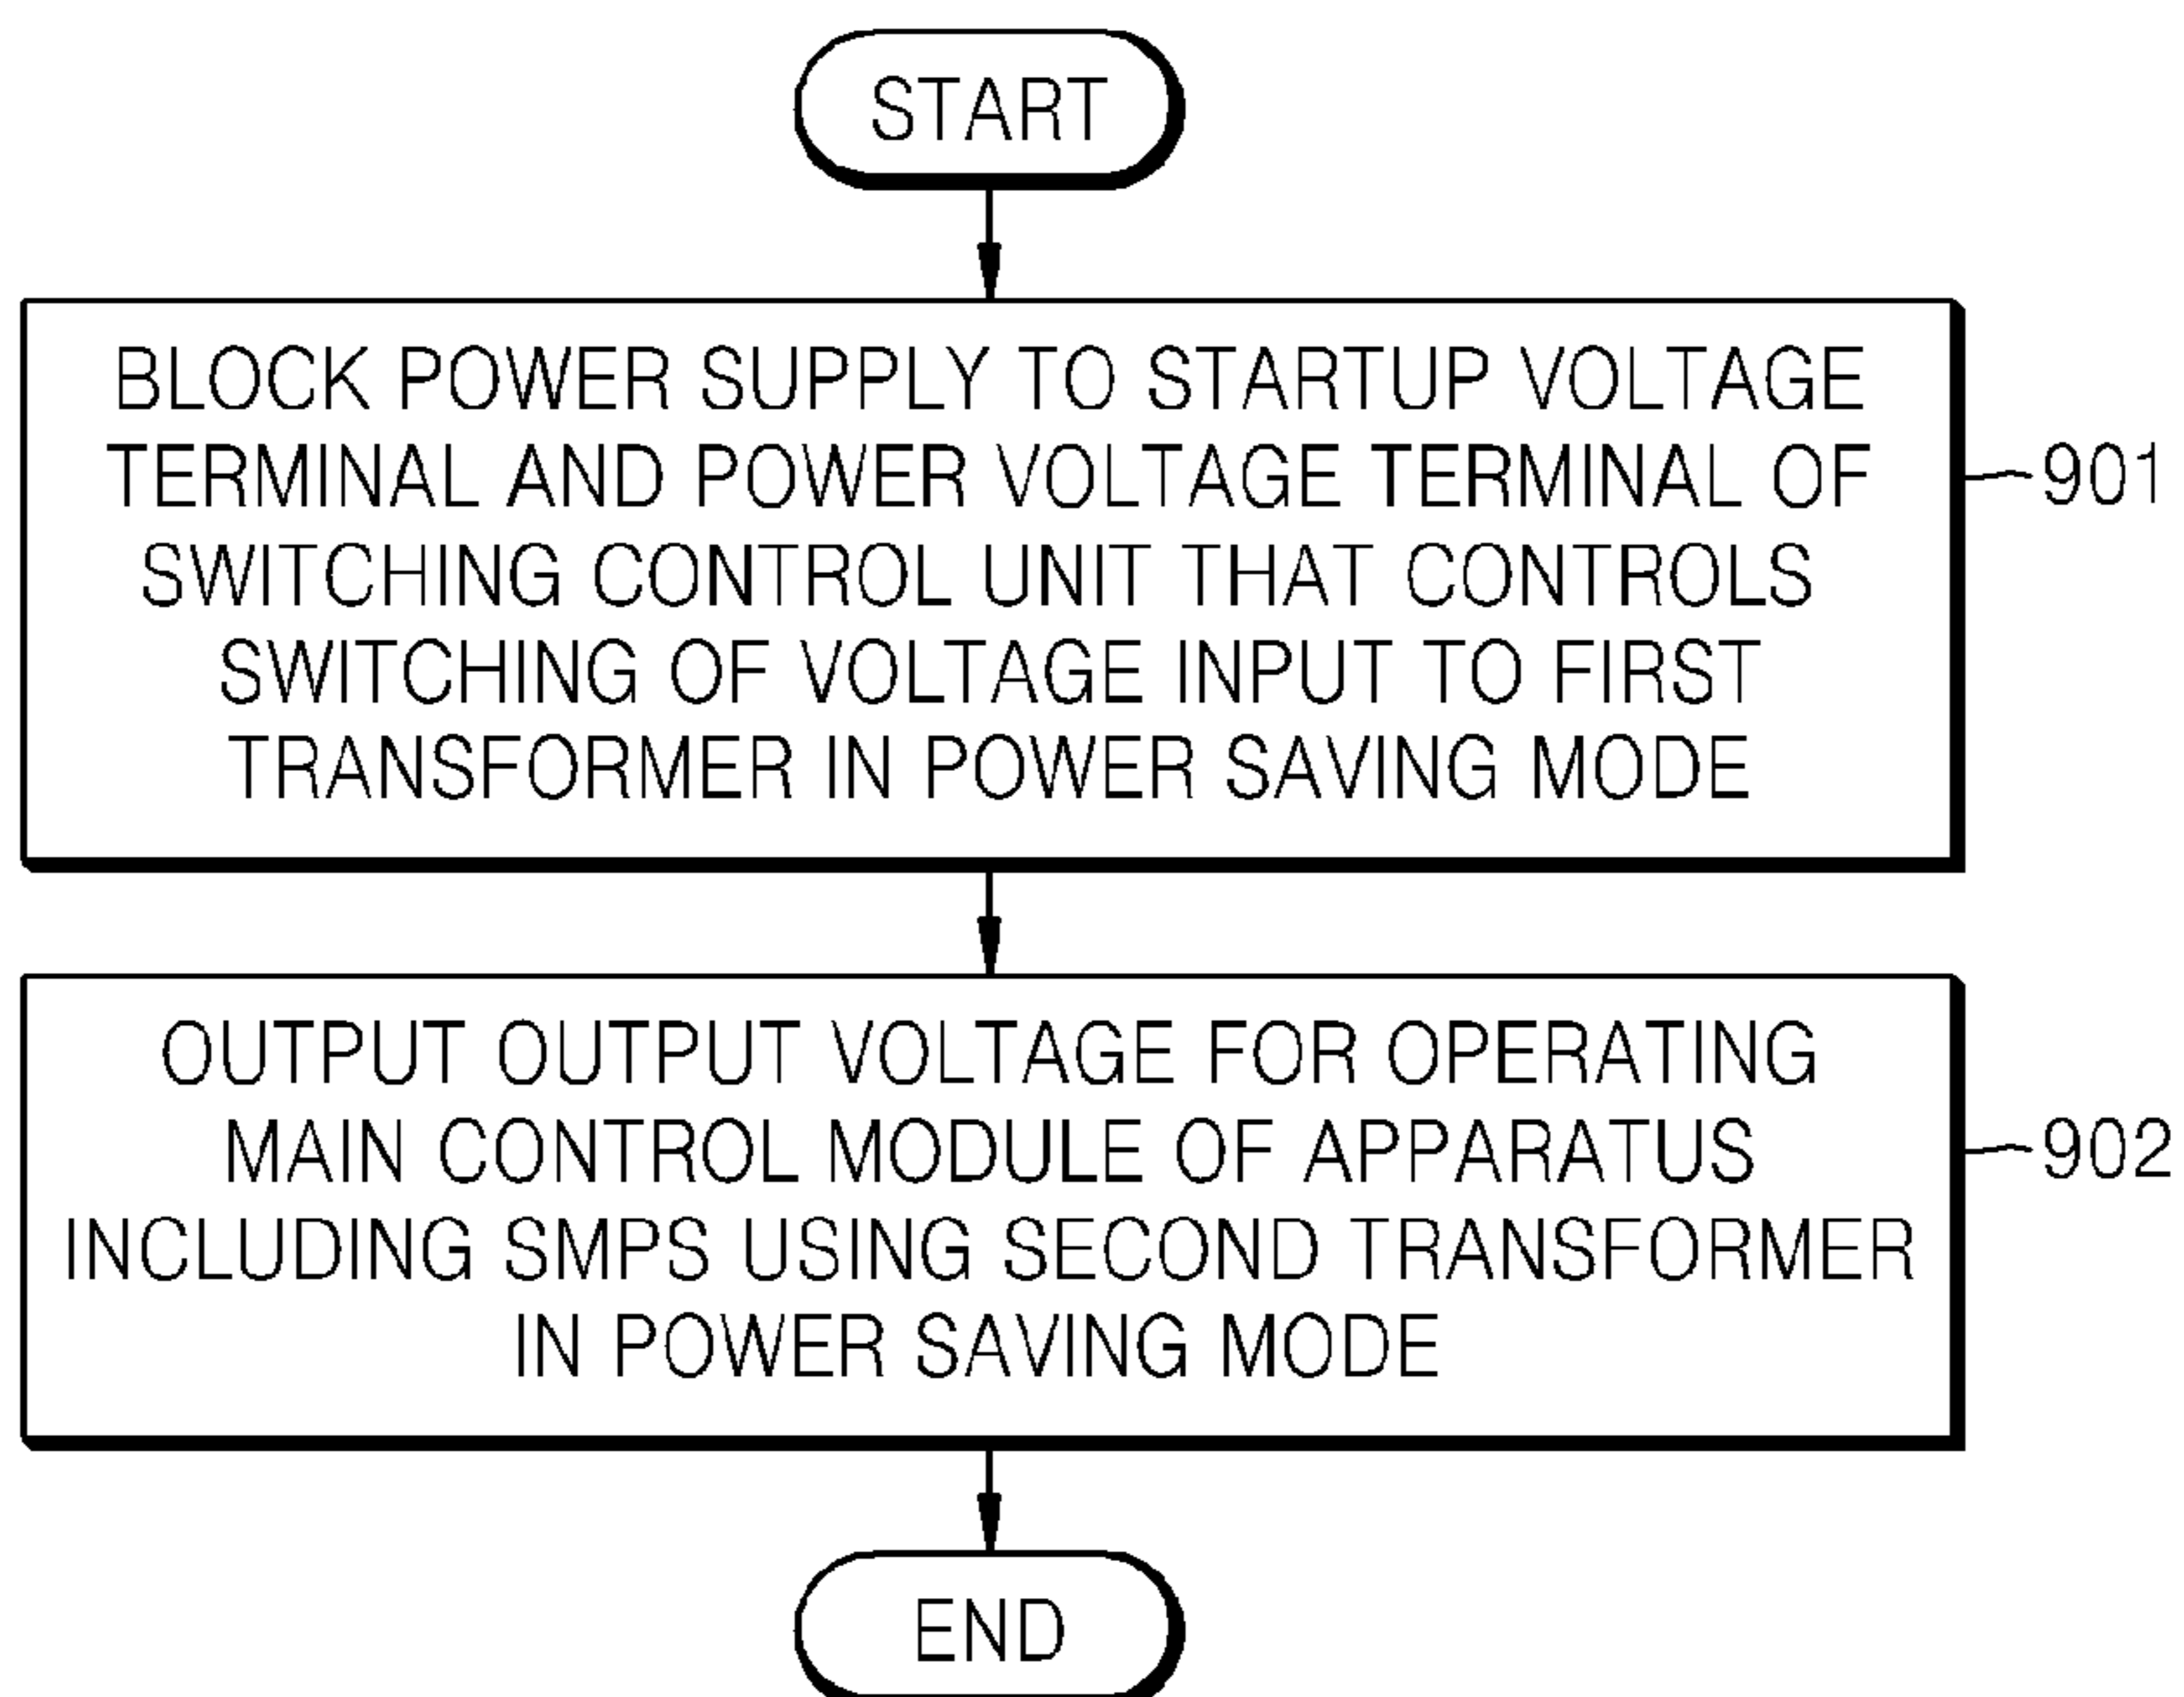 START
BLOCK POWER SUPPLY TO STARTUP VOLTAGE
TERMINAL AND POWER VOLTAGE TERMINAL OF
SWITCHING CONTROL UNIT THAT CONTROLS
SWITCHING OF VOLTAGE INPUT TO FIRST
TRANSFORMER IN POWER SAVING MODE
901
OUTPUT OUTPUT VOLTAGE FOR OPERATING
MAIN CONTROL MODULE OF APPARATUS
INCLUDING SMPS USING SECOND TRANSFORMER
IN POWER SAVING MODE
902
END